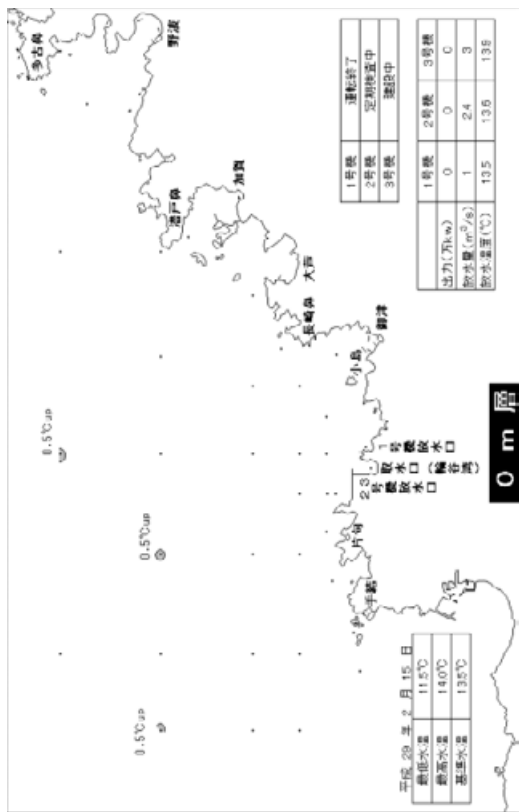 多古鼻
野波
潜戸鼻
加賀
大芦
長崎鼻
御津
小島
1号機放水口
取水口(輪谷湾)
2 3
号機放水口
片句
手結
0.5℃up
0.5℃up
0.5℃up
1号機 運転終了
2号機 定期検査中
3号機 建設中
1号機 2号機 3号機
出力(万kw) 0 0 0
放水量(m³/s) 1 2.4 3
放水温度(℃) 13.5 13.6 13.9
0m層
平成 29 年 2 月 15 日
最低水温 11.5℃
最高水温 14.0℃
基準水温 13.5℃